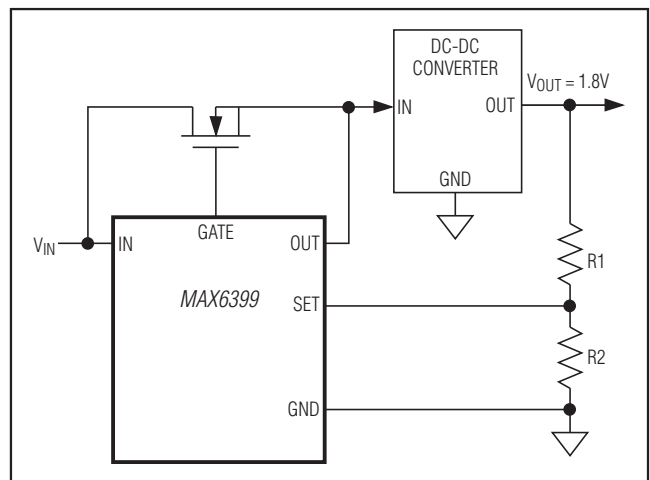 DC-DC
CONVERTER
VOUT = 1.8V
IN
OUT
GND
GATE
VIN
IN
OUT
R1
MAX6399
SET
R2
GND